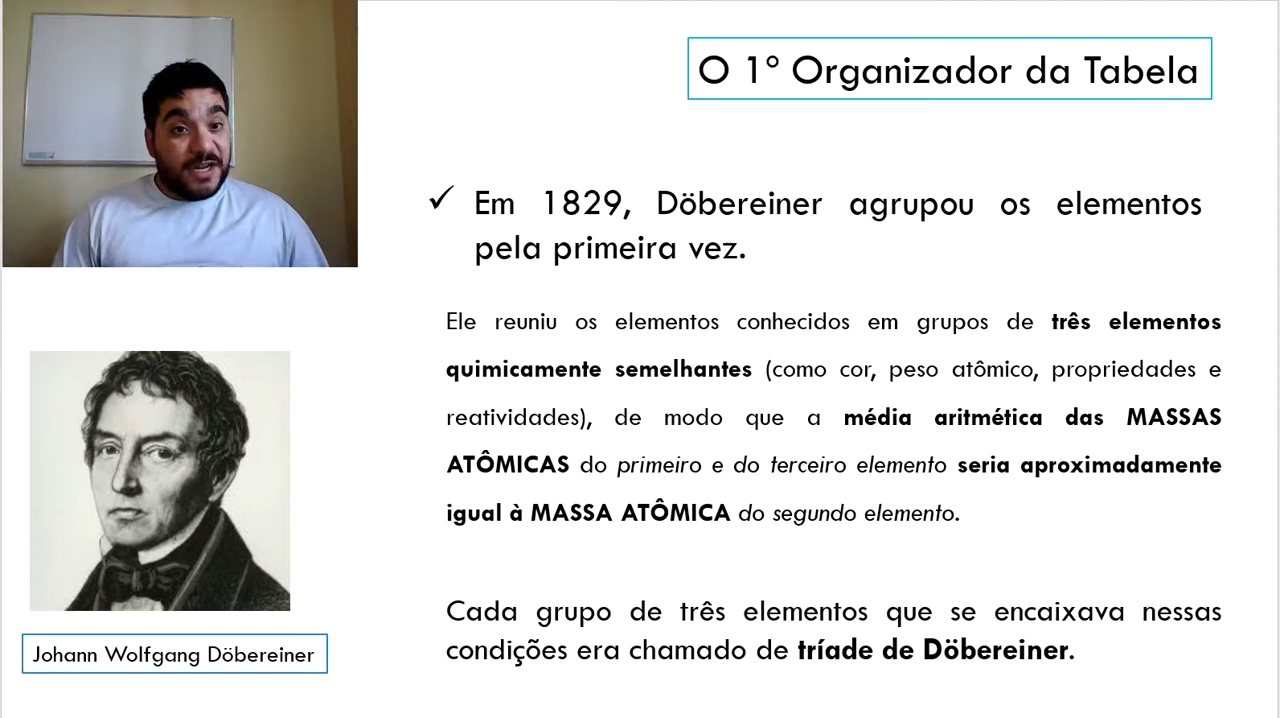 O 1º Organizador da Tabela
✓ Em 1829, Döbereiner agrupou os elementos
pela primeira vez.
Ele reuniu os elementos conhecidos em grupos de três elementos
quimicamente semelhantes (como cor, peso atômico, propriedades e
reatividades), de modo que a média aritmética das MASSAS
ATÔMICAS do primeiro e do terceiro elemento seria aproximadamente
igual à MASSA ATÔMICA do segundo elemento.
Cada grupo de três elementos que se encaixava nessas
condições era chamado de tríade de Döbereiner.
Johann Wolfgang Döbereiner